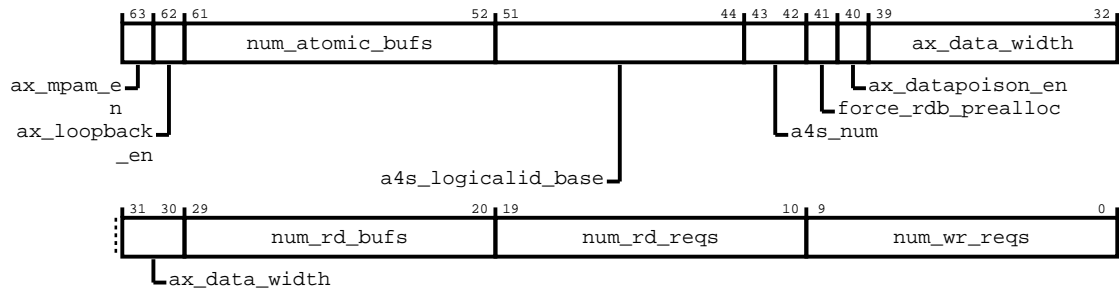 63 62 61 52 51 44 43 42 41 40 39 32
num_atomic_bufs ax_data_width
ax_mpam_e
n
ax_datapoison_en
force_rdb_prealloc
ax_loopback
_en
a4s_num
a4s_logicalid_base
31 30 29 20 19 10 9 0
num_rd_bufs num_rd_reqs num_wr_reqs
ax_data_width